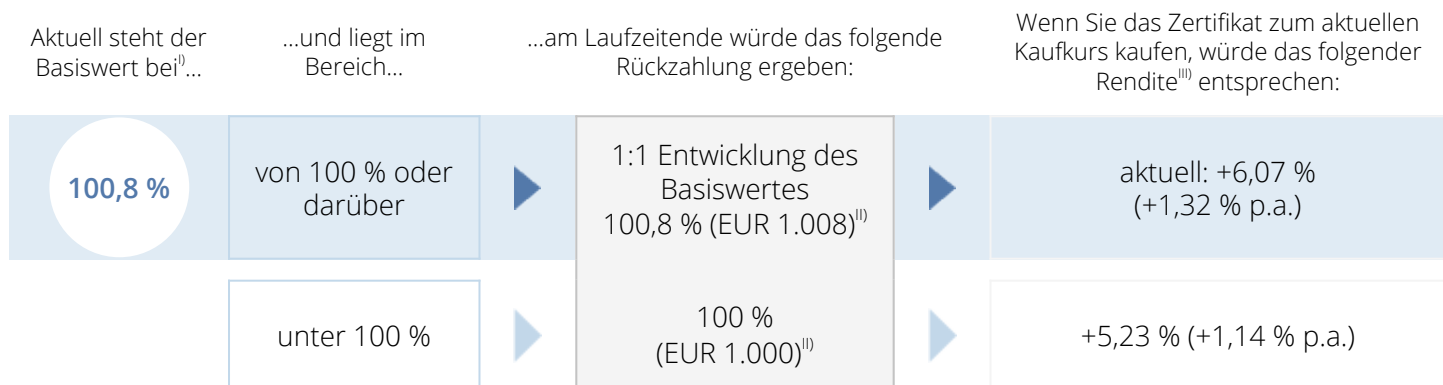 Aktuell steht der
Basiswert bei I)...
...und liegt im
Bereich...
...am Laufzeitende würde das folgende
Rückzahlung ergeben:
Wenn Sie das Zertifikat zum aktuellen
Kaufkurs kaufen, würde das folgender
Rendite III) entsprechen:
100,8 %
von 100 % oder
darüber
1:1 Entwicklung des
Basiswertes
100,8 % (EUR 1.008) II)
aktuell: +6,07 %
(+1,32 % p.a.)
unter 100 %
100 %
(EUR 1.000) II)
+5,23 % (+1,14 % p.a.)